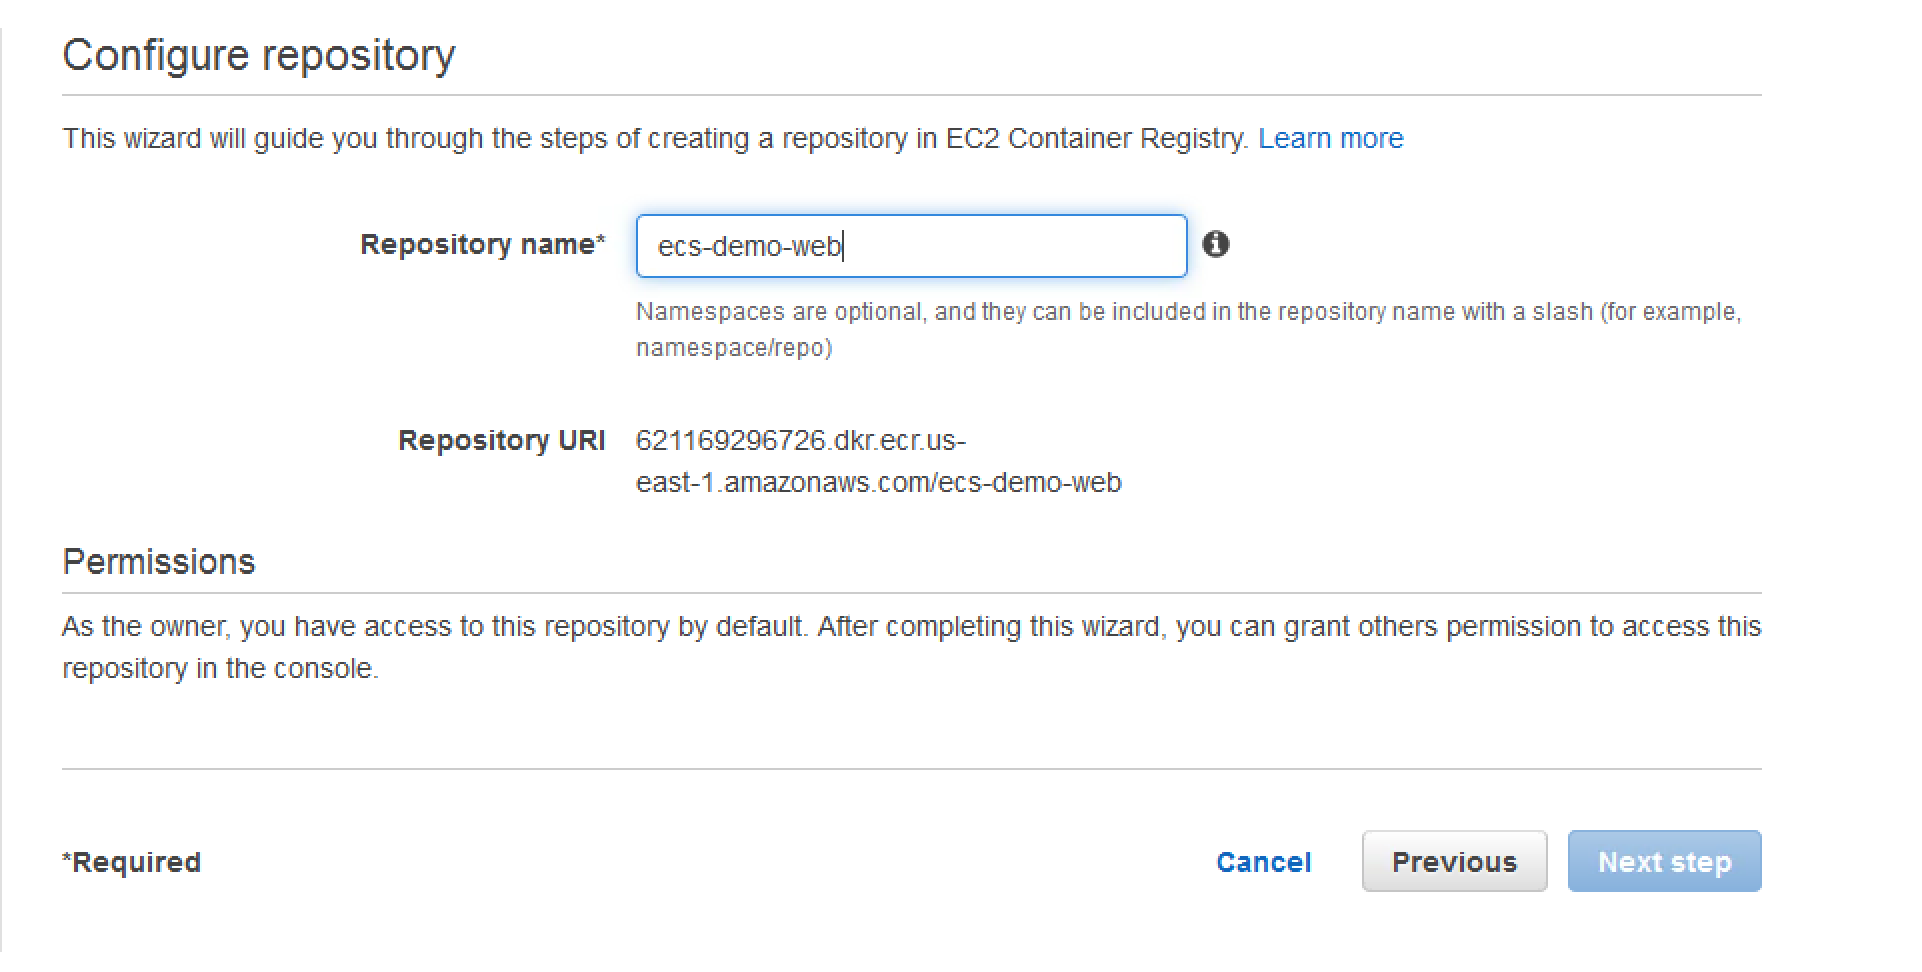 Configure repository
This wizard will guide you through the steps of creating a repository in EC2 Container Registry. Learn more
Repository name*
ecs-demo-web
Namespaces are optional, and they can be included in the repository name with a slash (for example,
namespace/repo)
Repository URI
621169296726.dkr.ecr.us-
east-1.amazonaws.com/ecs-demo-web
Permissions
As the owner, you have access to this repository by default. After completing this wizard, you can grant others permission to access this
repository in the console.
*Required
Cancel
Previous
Next step